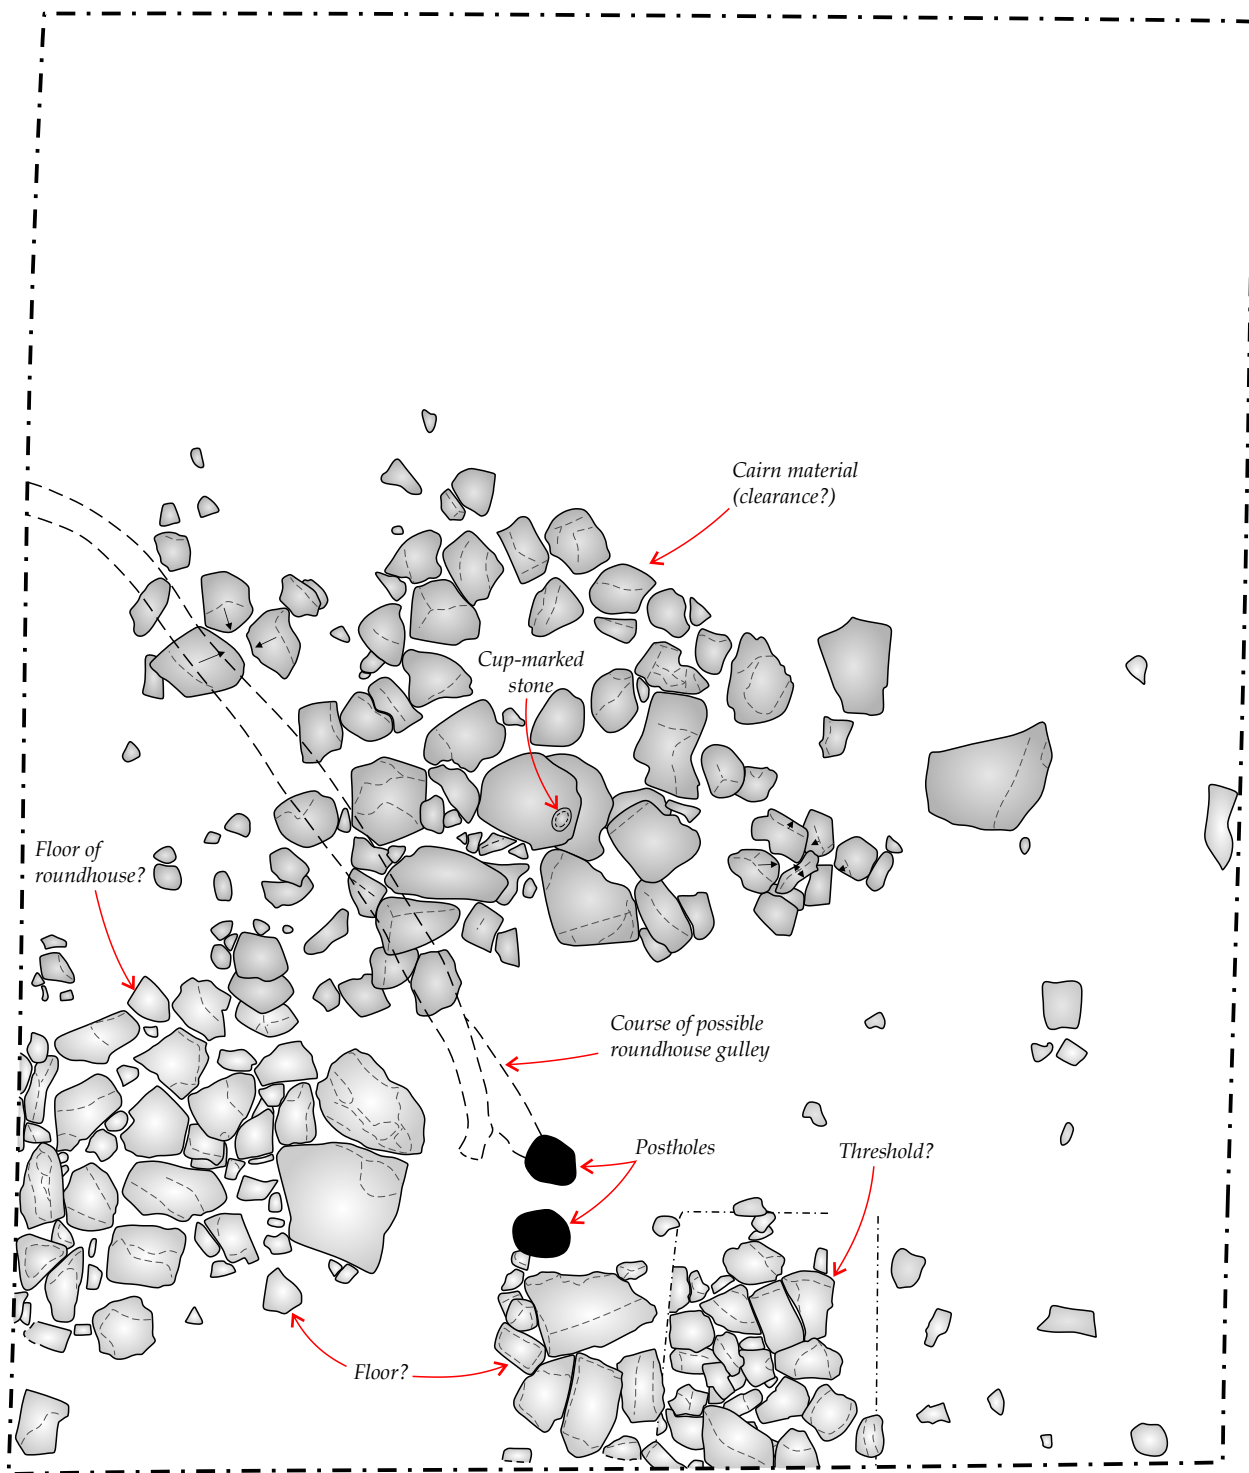 Cairn material
(clearance?)
Cup-marked
stone
Floor of
roundhouse?
Course of possible
roundhouse gulley
Postholes
Threshold?
Floor?